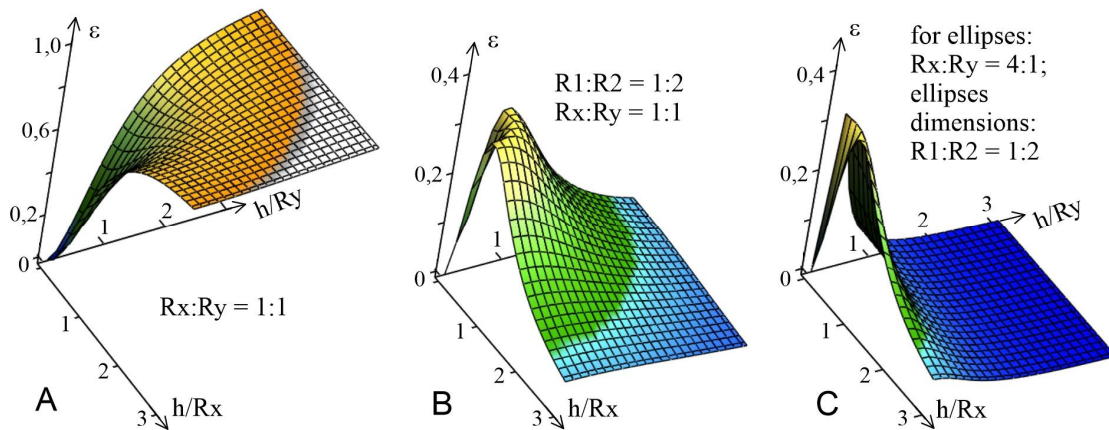 ε
1,0
0,6
0,2
0
1
2
h/Ry
Rx:Ry = 1:1
1
2
3
h/Rx
A
ε
0,4
R1:R2 = 1:2
Rx:Ry = 1:1
0,2
0
1
1
2
3
h/Rx
B
ε
0,4
for ellipses:
Rx:Ry = 4:1;
ellipses
dimensions:
R1:R2 = 1:2
0,2
0
1
2
3
h/Ry
1
2
3
h/Rx
C